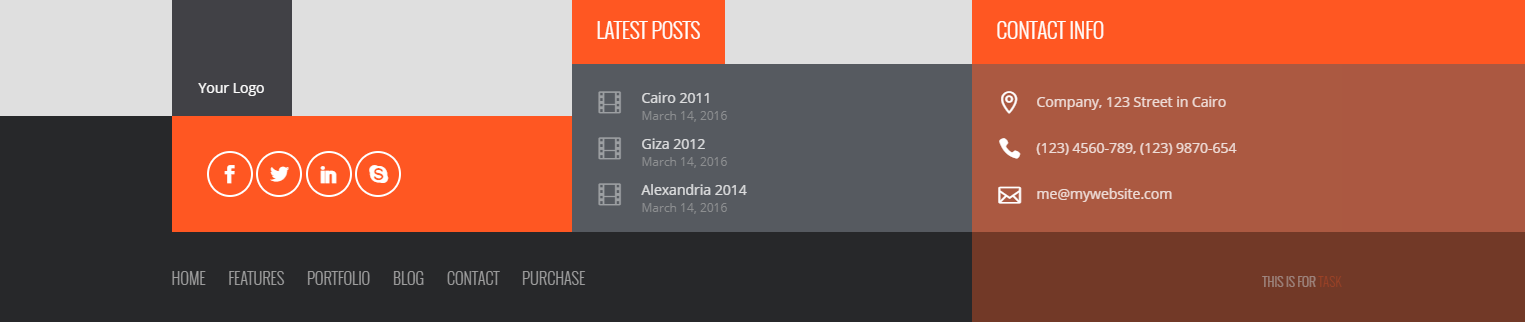 Your Logo
LATEST POSTS
Cairo 2011
March 14, 2016
Giza 2012
March 14, 2016
Alexandria 2014
March 14, 2016
CONTACT INFO
Company, 123 Street in Cairo
(123) 4560-789, (123) 9870-654
me@mywebsite.com
HOME FEATURES PORTFOLIO BLOG CONTACT PURCHASE
THIS IS FOR TASK